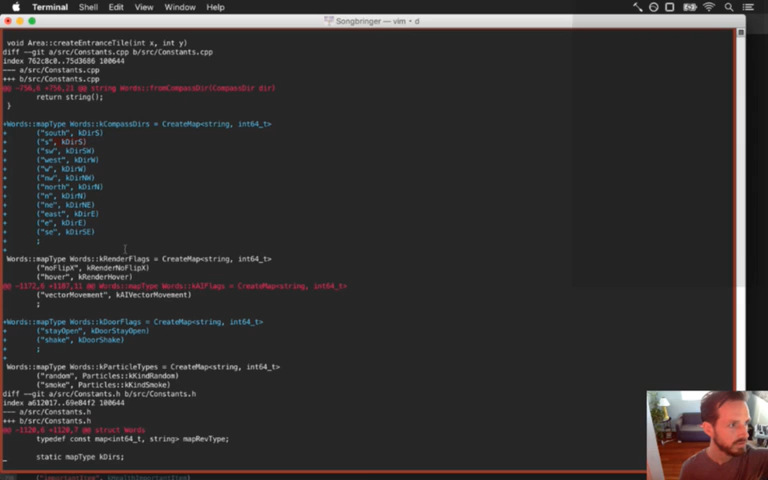 Terminal Shell Edit View Window Help
Songbringer — vim • d
void Area::createEntranceTile(int x, int y)
diff --git a/src/Constants.cpp b/src/Constants.cpp
index 762c8c0..75d3686 100644
--- a/src/Constants.cpp
+++ b/src/Constants.cpp
@@ -756,6 +756,21 @@ string Words::fromCompassDir(CompassDir dir)
return string();
}
+Words::mapType Words::kCompassDirs = CreateMap<string, int64_t>
+ ("south", kDirS)
+ ("s", kDirS)
+ ("sw", kDirSW)
+ ("west", kDirW)
+ ("w", kDirW)
+ ("nw", kDirNW)
+ ("north", kDirN)
+ ("n", kDirN)
+ ("ne", kDirNE)
+ ("east", kDirE)
+ ("e", kDirE)
+ ("se", kDirSE)
+ ;
+
Words::mapType Words::kRenderFlags = CreateMap<string, int64_t>
("noFlipX", kRenderNoFlipX)
("hover", kRenderHover)
@@ -1172,6 +1187,11 @@ Words::mapType Words::kAIFlags = CreateMap<string, int64_t>
("vectorMovement", kAIVectorMovement)
;
+Words::mapType Words::kDoorFlags = CreateMap<string, int64_t>
+ ("stayOpen", kDoorStayOpen)
+ ("shake", kDoorShake)
+ ;
+
Words::mapType Words::kParticleTypes = CreateMap<string, int64_t>
("random", Particles::kKindRandom)
("smoke", Particles::kKindSmoke)
diff --git a/src/Constants.h b/src/Constants.h
index a612017..69e84f2 100644
--- a/src/Constants.h
+++ b/src/Constants.h
@@ -1120,6 +1120,7 @@ struct Words
typedef const map<int64_t, string> mapRevType;
static mapType kDirs;